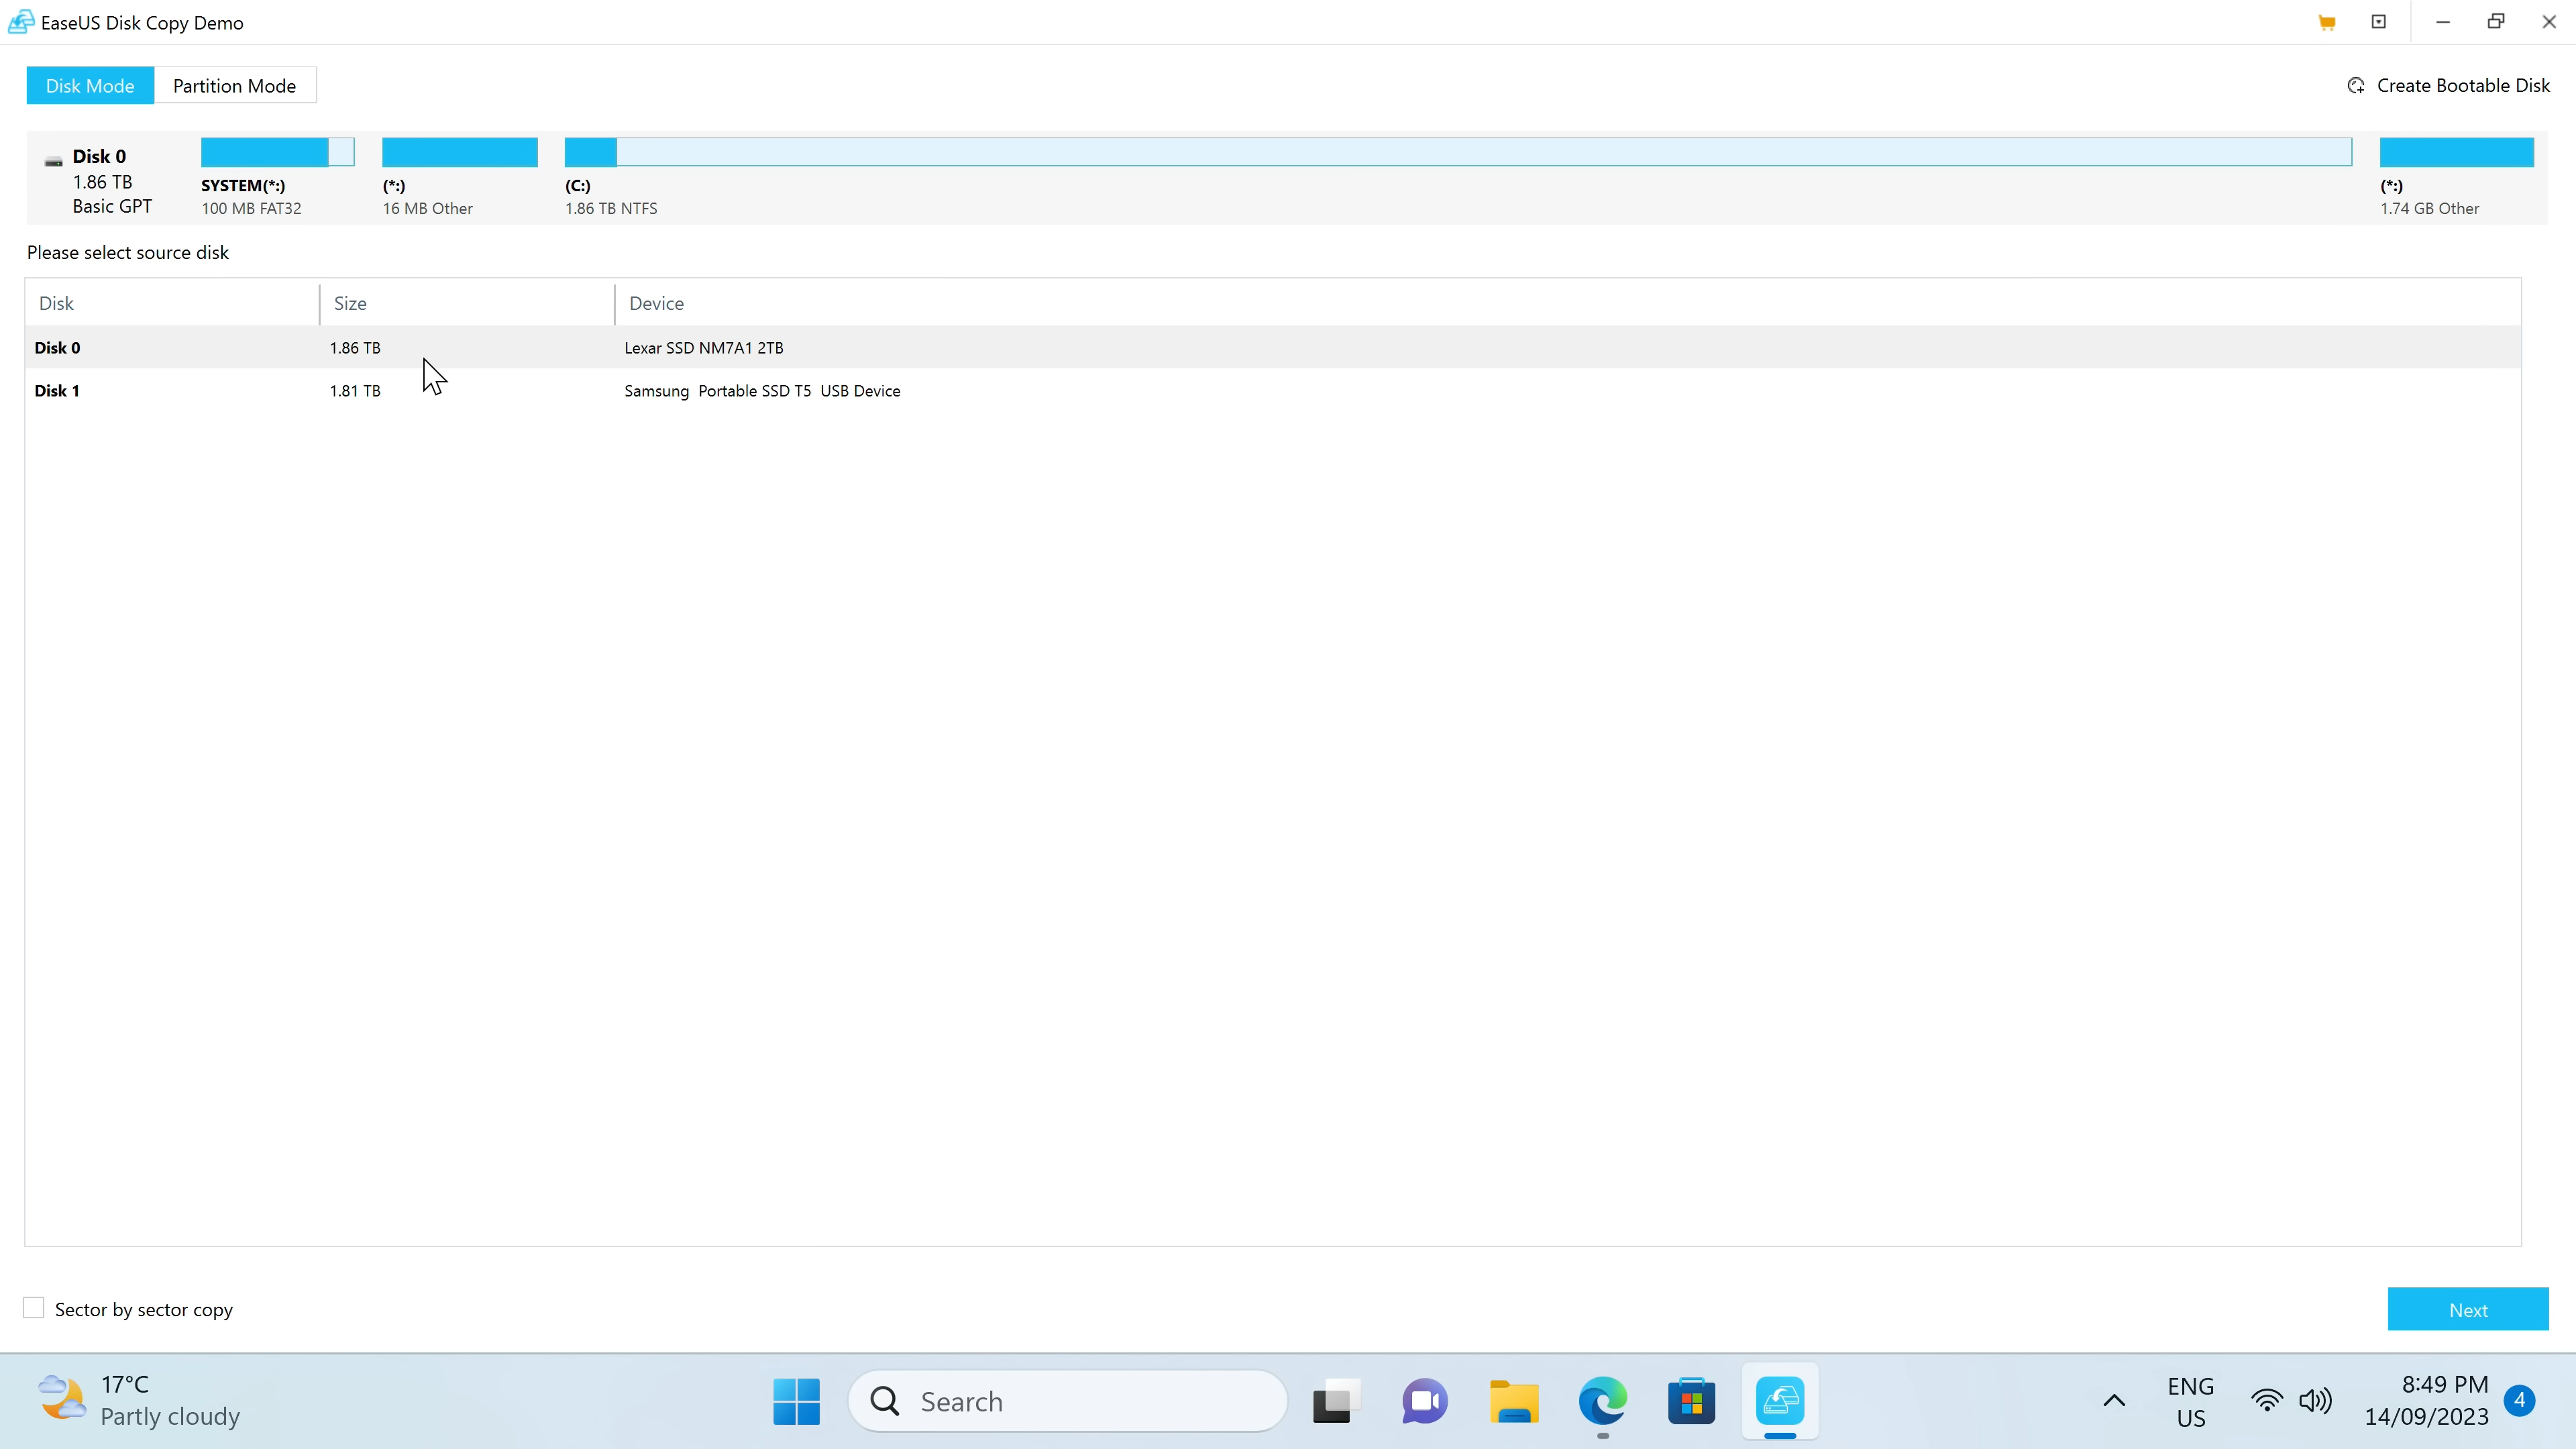 EaseUS Disk Copy Demo
Disk Mode Partition Mode Create Bootable Disk
Disk 0
1.86 TB
Basic GPT
SYSTEM(*:)
100 MB FAT32
(*:)
16 MB Other
(C:)
1.86 TB NTFS
(*:)
1.74 GB Other
Please select source disk
Disk Size Device
Disk 0 1.86 TB Lexar SSD NM7A1 2TB
Disk 1 1.81 TB Samsung Portable SSD T5 USB Device
Sector by sector copy Next
17°C
Partly cloudy
Search
ENG
US
8:49 PM
14/09/2023
4